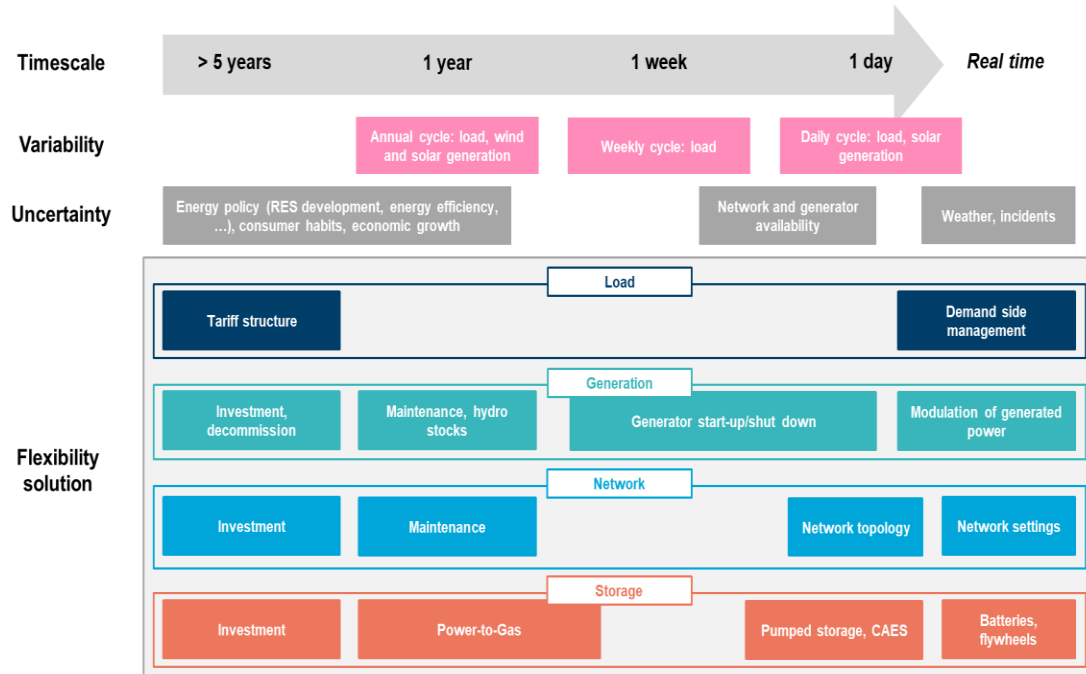 Timescale
> 5 years
1 year
1 week
1 day
Real time
Variability
Annual cycle: load, wind
and solar generation
Weekly cycle: load
Daily cycle: load, solar
generation
Uncertainty
Energy policy (RES development, energy efficiency,
…), consumer habits, economic growth
Network and generator
availability
Weather, incidents
Flexibility
solution
Load
Tariff structure
Demand side
management
Generation
Investment,
decommission
Maintenance, hydro
stocks
Generator start-up/shut down
Modulation of generated
power
Network
Investment
Maintenance
Network topology
Network settings
Storage
Investment
Power-to-Gas
Pumped storage, CAES
Batteries,
flywheels